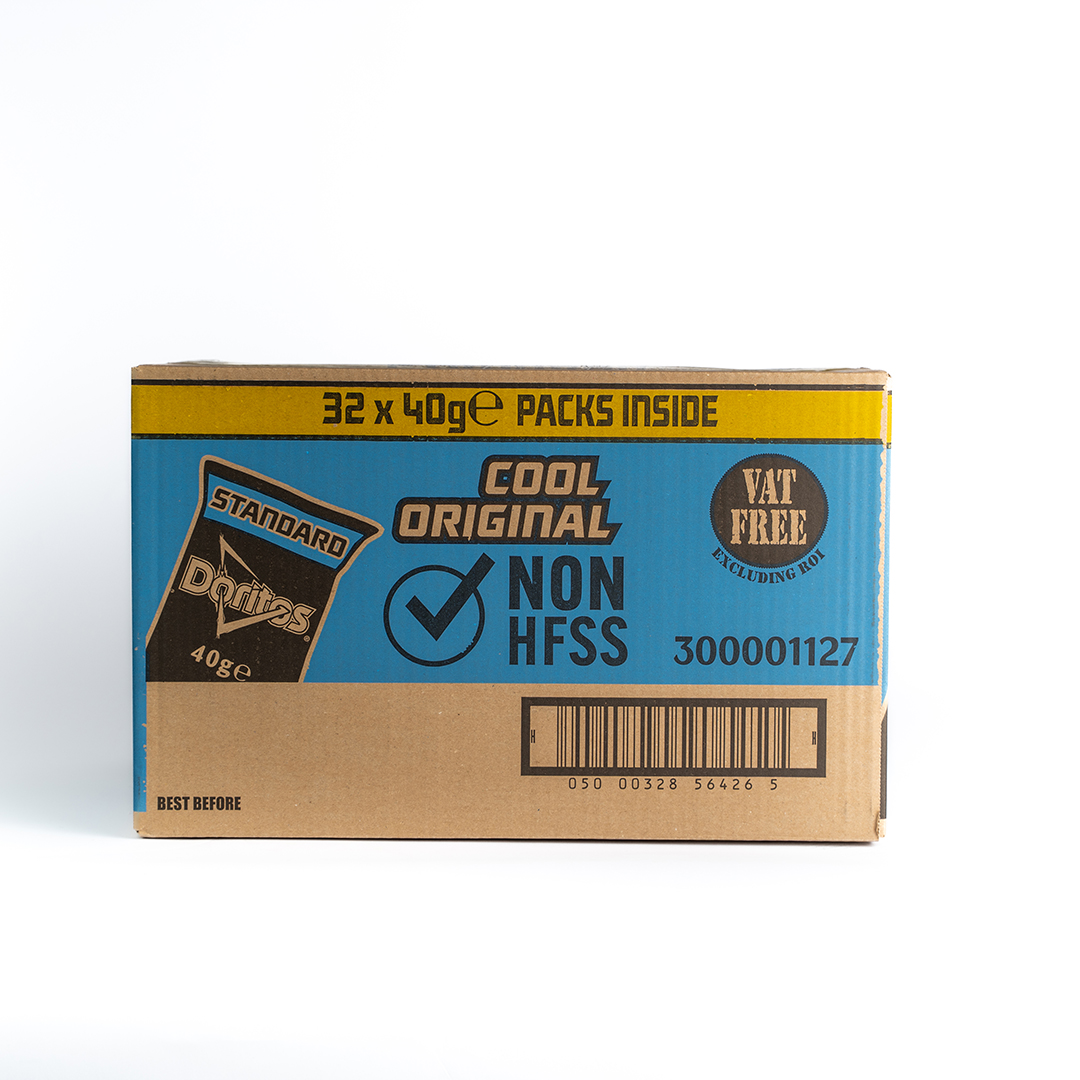 32 x 40g℮ PACKS INSIDE
STANDARD
Doritos®
40g℮
COOL
ORIGINAL
NON
HFSS
VAT
FREE
EXCLUDING ROI
300001127
H H
050 00328 56426 5
BEST BEFORE